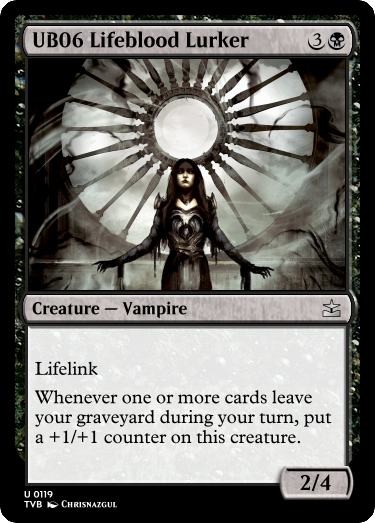 UB06 Lifeblood Lurker 3
Creature — Vampire
Lifelink
Whenever one or more cards leave
your graveyard during your turn, put
a +1/+1 counter on this creature.
2/4
U 0119
TVB Chrisnazgul